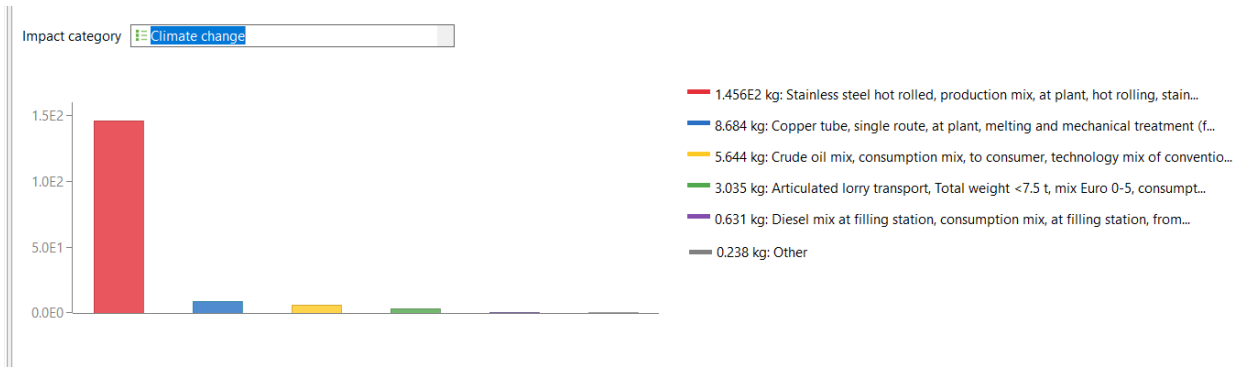 Impact category Climate change
1.5E2
1.0E2
5.0E1
0.0E0
1.456E2 kg: Stainless steel hot rolled, production mix, at plant, hot rolling, stain...
8.684 kg: Copper tube, single route, at plant, melting and mechanical treatment (f...
5.644 kg: Crude oil mix, consumption mix, to consumer, technology mix of conventio...
3.035 kg: Articulated lorry transport, Total weight <7.5 t, mix Euro 0-5, consumpt...
0.631 kg: Diesel mix at filling station, consumption mix, at filling station, from...
0.238 kg: Other